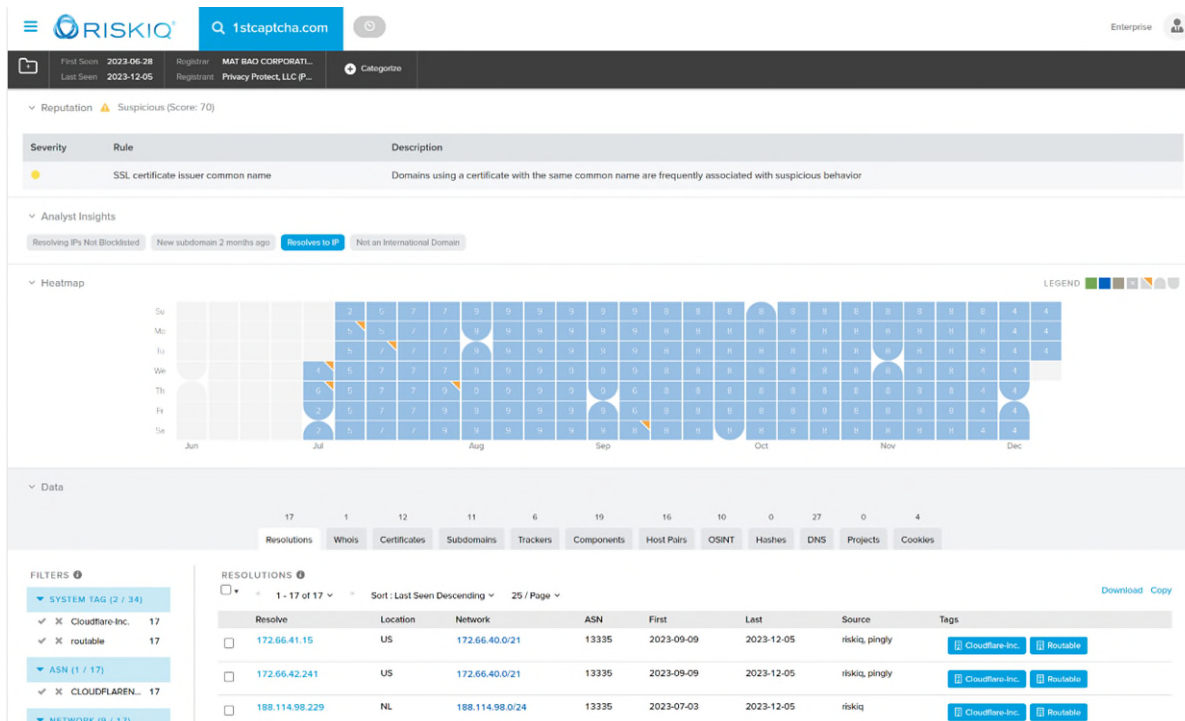 RISKIQ
1stcaptcha.com
Enterprise
First Seen 2023-06-28 Registrar MAT BAO CORPORATI...
Last Seen 2023-12-05 Registrant Privacy Protect, LLC (P...
Categorize
Reputation Suspicious (Score: 70)
Severity Rule Description
SSL certificate issuer common name Domains using a certificate with the same common name are frequently associated with suspicious behavior
Analyst Insights
Resolving IPs Not Blocklisted New subdomain 2 months ago Resolves to IP Not an International Domain
Heatmap
LEGEND
Su
Mo
Tu
We
Th
Fr
Sa
Jun Jul Aug Sep Oct Nov Dec
Data
17 1 12 11 6 19 16 10 0 27 0 4
Resolutions Whois Certificates Subdomains Trackers Components Host Pairs OSINT Hashes DNS Projects Cookies
FILTERS
SYSTEM TAG (2 / 34)
Cloudflare-Inc. 17
routable 17
ASN (1 / 17)
CLOUDFLAREN... 17
NETWORK (9 / 17)
RESOLUTIONS
1 - 17 of 17 Sort : Last Seen Descending 25 / Page
Download Copy
Resolve Location Network ASN First Last Source Tags
172.66.41.15 US 172.66.40.0/21 13335 2023-09-09 2023-12-05 riskiq, pingly Cloudflare-Inc. Routable
172.66.42.241 US 172.66.40.0/21 13335 2023-09-09 2023-12-05 riskiq, pingly Cloudflare-Inc. Routable
188.114.98.229 NL 188.114.98.0/24 13335 2023-07-03 2023-12-05 riskiq Cloudflare-Inc. Routable